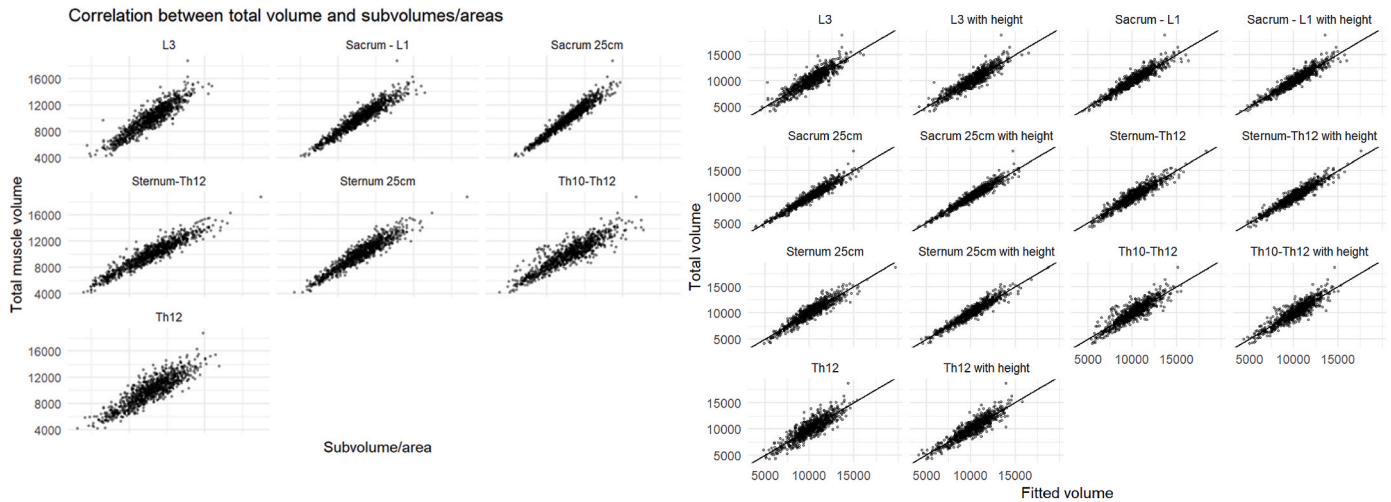 Correlation between total volume and subvolumes/areas
L3
Sacrum - L1
Sacrum 25cm
16000
12000
8000
4000
Sternum-Th12
Sternum 25cm
Th10-Th12
16000
12000
8000
4000
Th12
16000
12000
8000
4000
Total muscle volume
Subvolume/area
L3
L3 with height
Sacrum - L1
Sacrum - L1 with height
15000
10000
5000
Sacrum 25cm
Sacrum 25cm with height
Sternum-Th12
Sternum-Th12 with height
15000
10000
5000
Sternum 25cm
Sternum 25cm with height
Th10-Th12
Th10-Th12 with height
15000
10000
5000
5000 10000 15000 5000 10000 15000
Th12
Th12 with height
15000
10000
5000
5000 10000 15000 5000 10000 15000
Total volume
Fitted volume